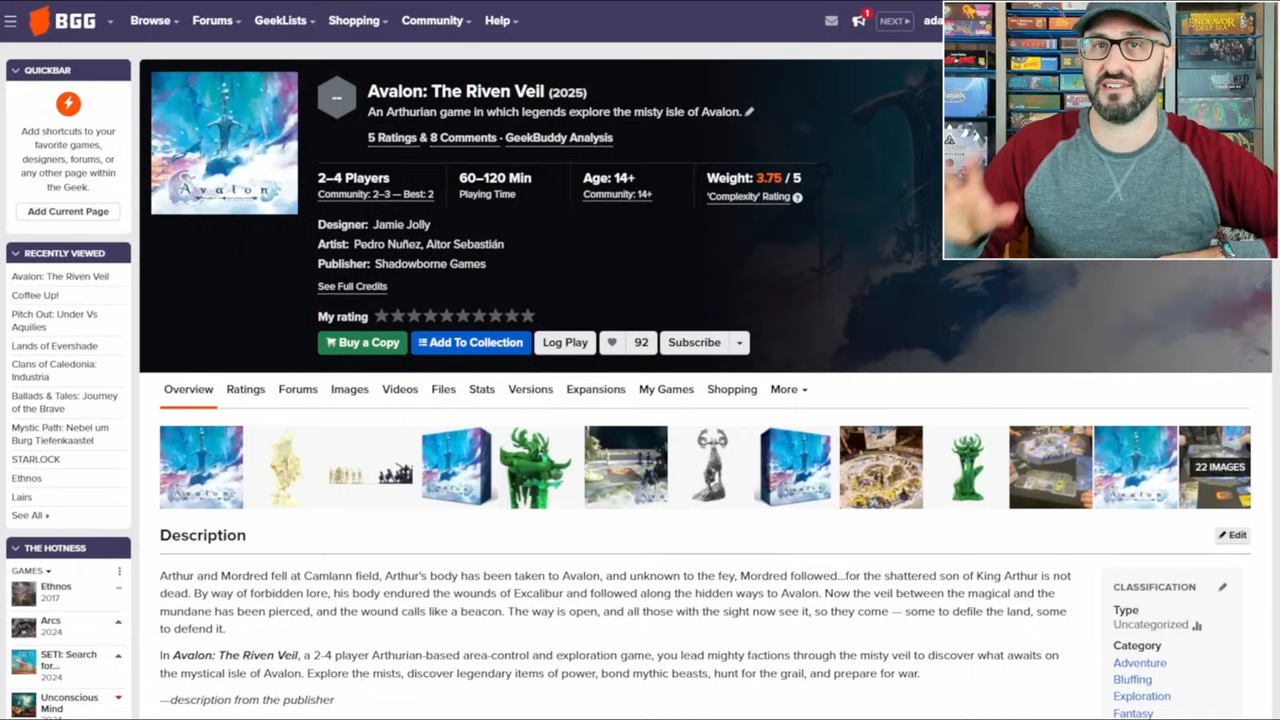 BGG
Browse
Forums
GeekLists
Shopping
Community
Help
1
NEXT
ada
QUICKBAR
Add shortcuts to your
favorite games,
designers, forums, or
any other page within
the Geek.
Add Current Page
RECENTLY VIEWED
Avalon: The Riven Veil
Coffee Up!
Pitch Out: Under Vs
Aquilies
Lands of Evershade
Clans of Caledonia:
Industria
Ballads & Tales: Journey
of the Brave
Mystic Path: Nebel um
Burg Tiefenkaastel
STARLOCK
Ethnos
Lairs
See All »
THE HOTNESS
GAMES
Ethnos
2017
Arcs
2024
SETI: Search
for...
2024
Unconscious
Mind
Avalon
--
Avalon: The Riven Veil (2025)
An Arthurian game in which legends explore the misty isle of Avalon.
5 Ratings & 8 Comments · GeekBuddy Analysis
2–4 Players
Community: 2–3 — Best: 2
60–120 Min
Playing Time
Age: 14+
Community: 14+
Weight: 3.75 / 5
'Complexity' Rating
Designer: Jamie Jolly
Artist: Pedro Nuñez, Aitor Sebastián
Publisher: Shadowborne Games
See Full Credits
My rating
Buy a Copy
Add To Collection
Log Play
92
Subscribe
ENDEAVOR
DEEP SEA
Overview
Ratings
Forums
Images
Videos
Files
Stats
Versions
Expansions
My Games
Shopping
More
22 IMAGES
Description
Edit
Arthur and Mordred fell at Camlann field, Arthur's body has been taken to Avalon, and unknown to the fey, Mordred followed...for the shattered son of King Arthur is not
dead. By way of forbidden lore, his body endured the wounds of Excalibur and followed along the hidden ways to Avalon. Now the veil between the magical and the
mundane has been pierced, and the wound calls like a beacon. The way is open, and all those with the sight now see it, so they come — some to defile the land, some
to defend it.
In Avalon: The Riven Veil, a 2-4 player Arthurian-based area-control and exploration game, you lead mighty factions through the misty veil to discover what awaits on
the mystical isle of Avalon. Explore the mists, discover legendary items of power, bond mythic beasts, hunt for the grail, and prepare for war.
—description from the publisher
CLASSIFICATION
Type
Uncategorized
Category
Adventure
Bluffing
Exploration
Fantasy